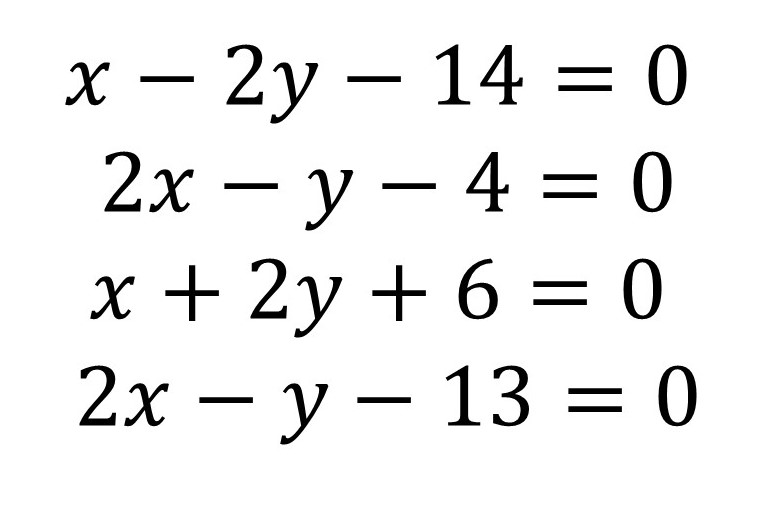 x − 2y − 14 = 0
2x − y − 4 = 0
x + 2y + 6 = 0
2x − y − 13 = 0